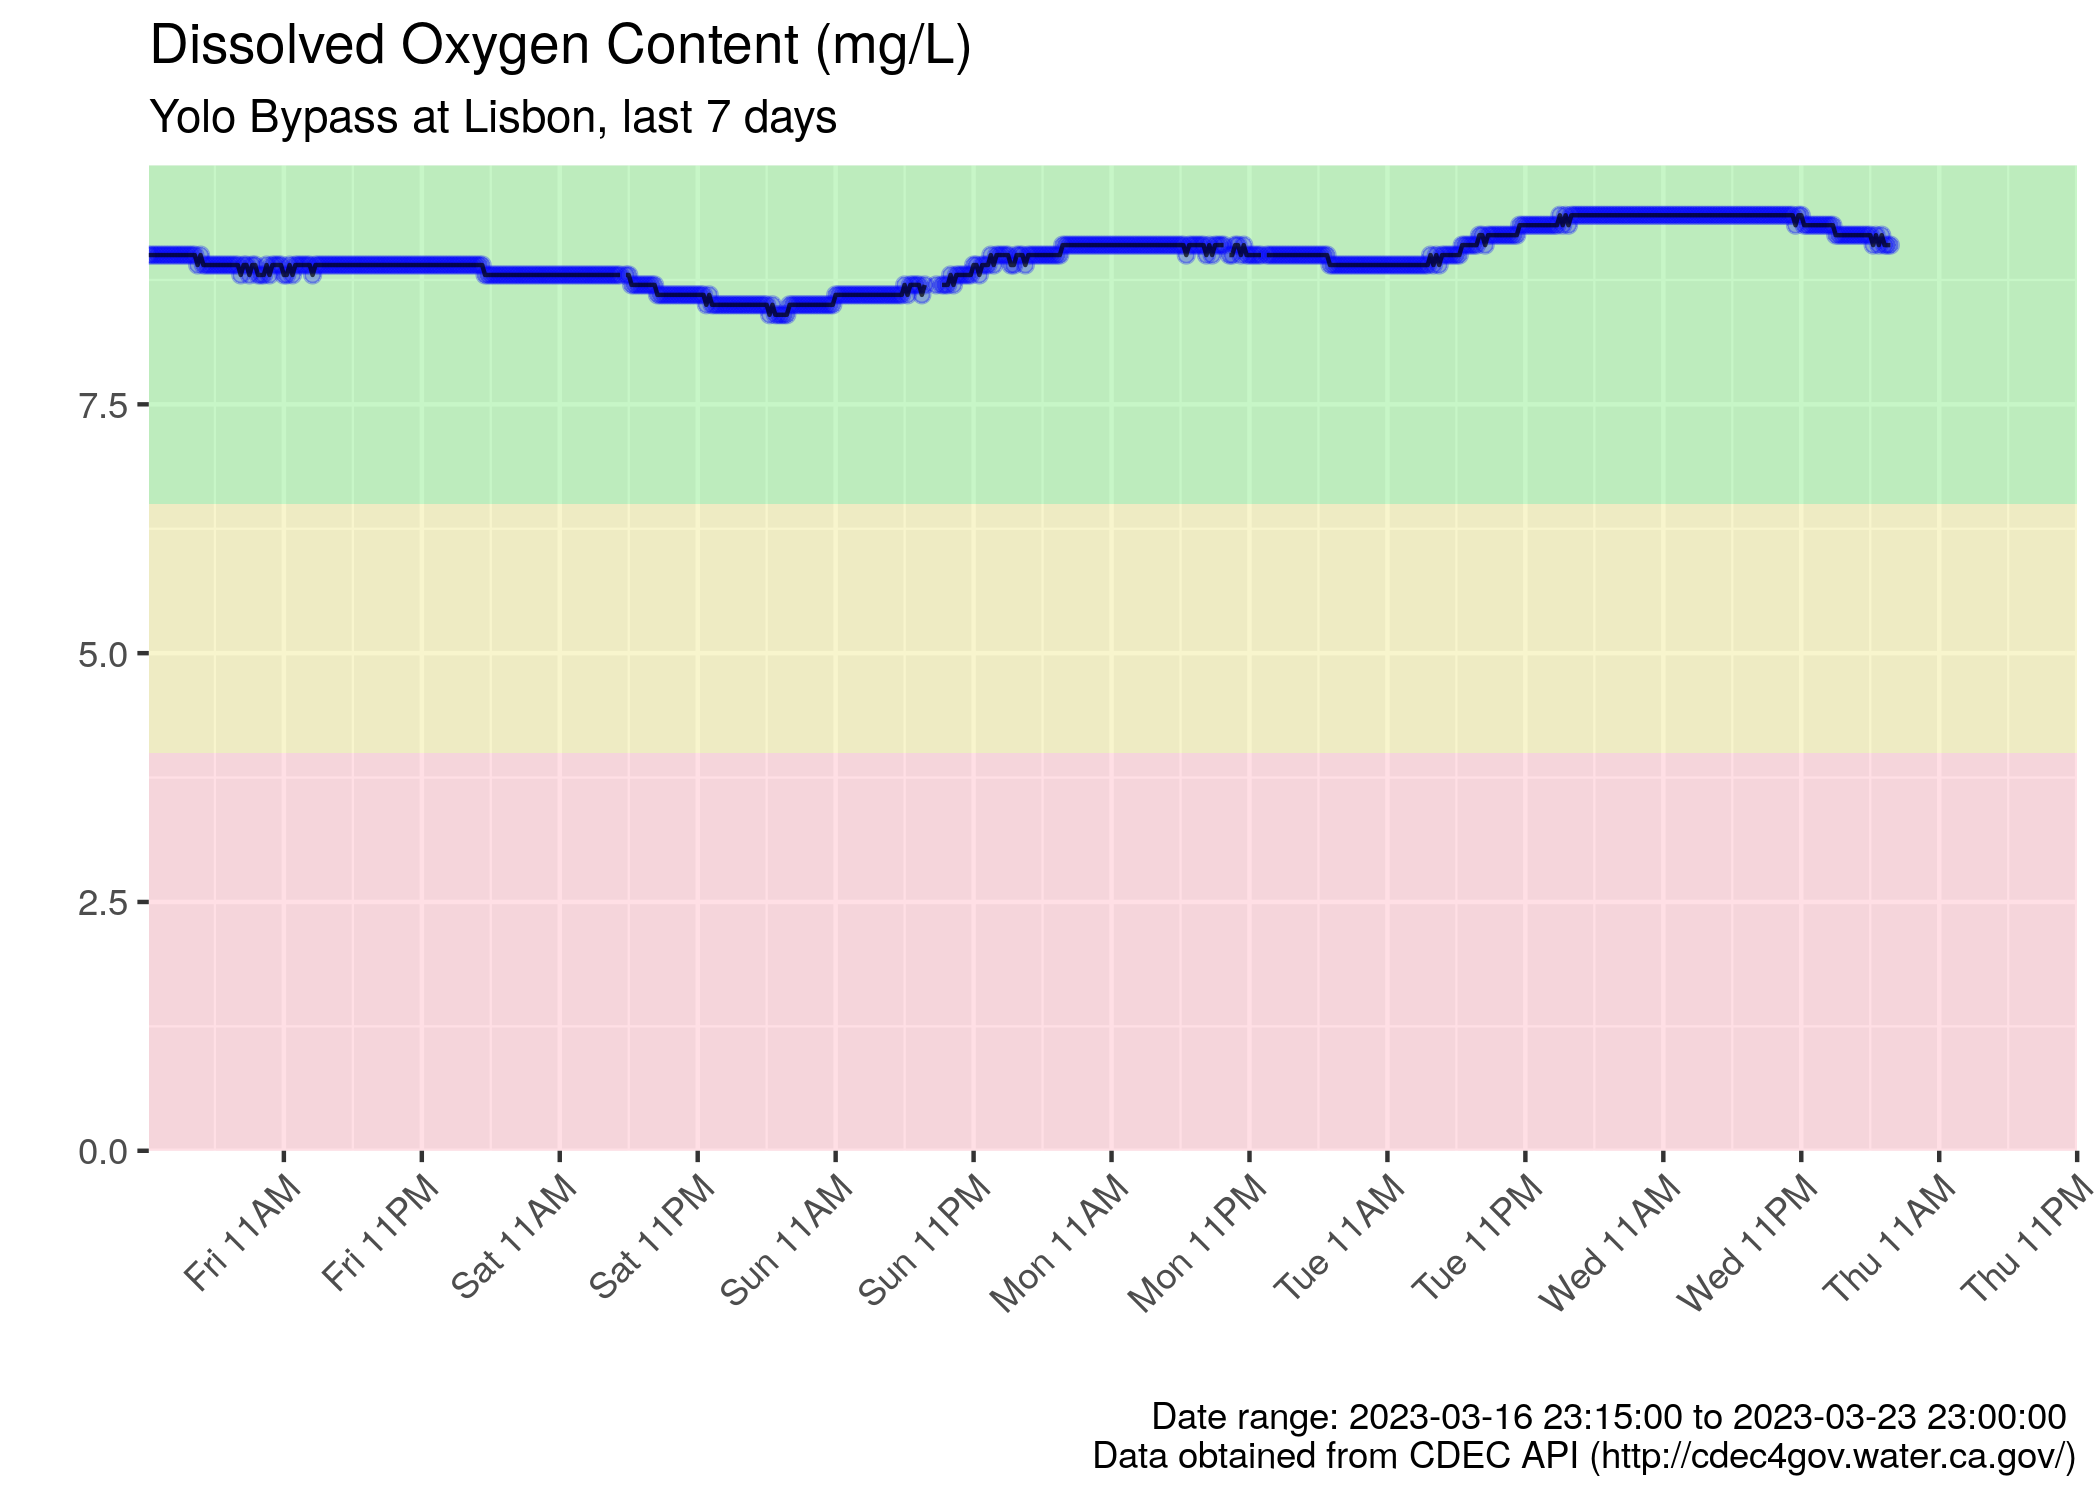 Dissolved Oxygen Content (mg/L)
Yolo Bypass at Lisbon, last 7 days
7.5
5.0
2.5
0.0
Fri 11AM
Fri 11PM
Sat 11AM
Sat 11PM
Sun 11AM
Sun 11PM
Mon 11AM
Mon 11PM
Tue 11AM
Tue 11PM
Wed 11AM
Wed 11PM
Thu 11AM
Thu 11PM
Date range: 2023-03-16 23:15:00 to 2023-03-23 23:00:00
Data obtained from CDEC API (http://cdec4gov.water.ca.gov/)